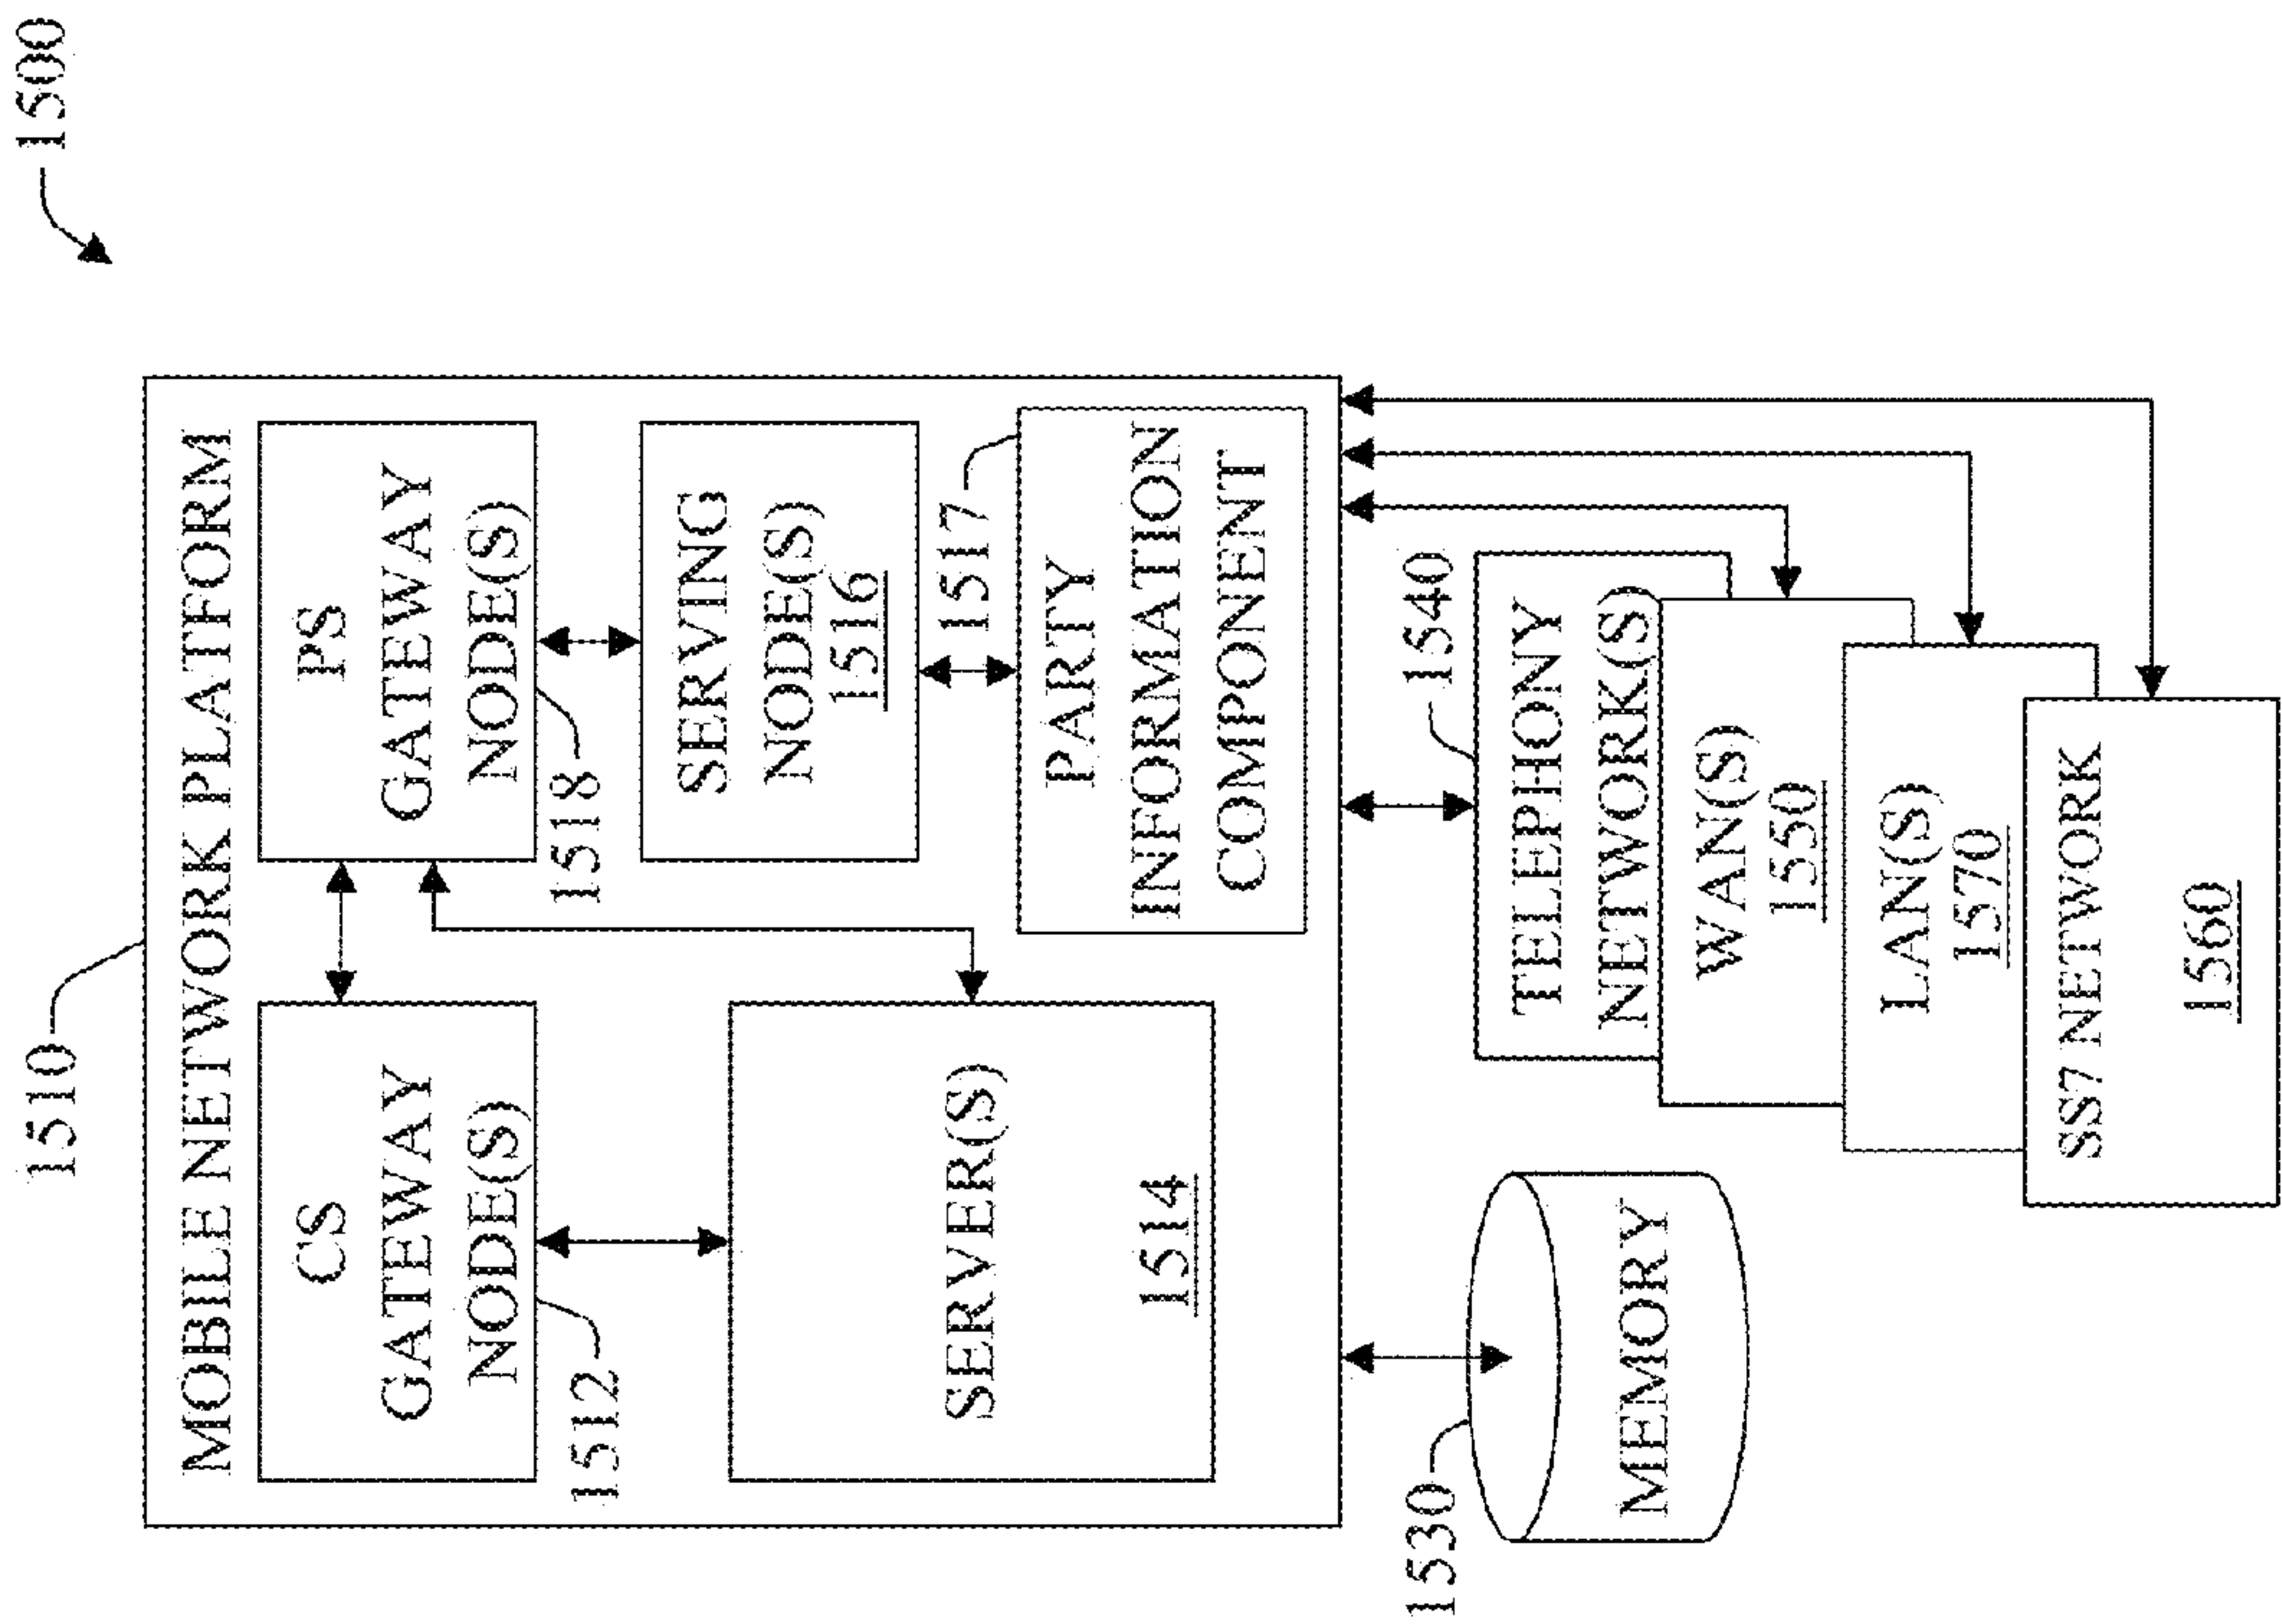 1500
1510
MOBILE NETWORK PLATFORM
CS
GATEWAY
NODE(S)
1512
PS
GATEWAY
NODE(S)
1518
SERVER(S)
1514
SERVING
NODE(S)
1516
1517
PARTY
INFORMATION
COMPONENT
1530
MEMORY
1540
TELEPHONY
NETWORK(S)
WAN(S)
1550
LAN(S)
1570
SS7 NETWORK
1560